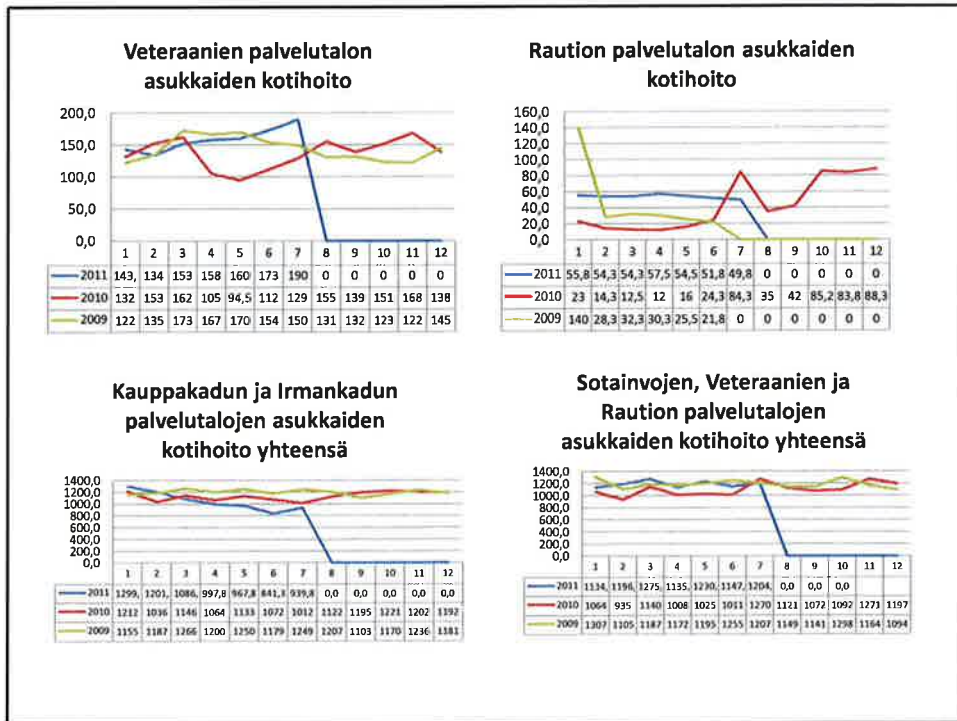 Veteraanien palvelutalon
asukkaiden kotihoito
200,0
150,0
100,0
50,0
0,0
1 2 3 4 5 6 7 8 9 10 11 12
2011 143, 134 153 158 160 173 190 0 0 0 0 0
2010 132 153 162 105 94,5 112 129 155 139 151 168 138
2009 122 135 173 167 170 154 150 131 132 123 122 145
Raution palvelutalon asukkaiden
kotihoito
160,0
140,0
120,0
100,0
80,0
60,0
40,0
20,0
0,0
1 2 3 4 5 6 7 8 9 10 11 12
2011 55,8 54,3 54,3 57,5 54,5 51,8 49,8 0 0 0 0 0
2010 23 14,3 12,5 12 16 24,3 84,3 35 42 85,2 83,8 88,3
2009 140 28,3 32,3 30,3 25,5 21,8 0 0 0 0 0 0
Kauppakadun ja Irmankadun
palvelutalojen asukkaiden
kotihoito yhteensä
1400,0
1200,0
1000,0
800,0
600,0
400,0
200,0
0,0
1 2 3 4 5 6 7 8 9 10 11 12
2011 1299, 1201, 1086, 997,8 967,8 841,3 939,8 0,0 0,0 0,0 0,0 0,0
2010 1212 1036 1146 1064 1133 1072 1012 1122 1195 1221 1202 1192
2009 1155 1187 1266 1200 1250 1179 1249 1207 1103 1170 1236 1181
Sotainvojen, Veteraanien ja
Raution palvelutalojen
asukkaiden kotihoito yhteensä
1400,0
1200,0
1000,0
800,0
600,0
400,0
200,0
0,0
1 2 3 4 5 6 7 8 9 10 11 12
2011 1134, 1196, 1275, 1135, 1230, 1147, 1204, 0,0 0,0 0,0
2010 1064 935 1140 1008 1025 1011 1270 1121 1072 1092 1271 1197
2009 1307 1105 1187 1172 1195 1255 1207 1149 1141 1298 1164 1094